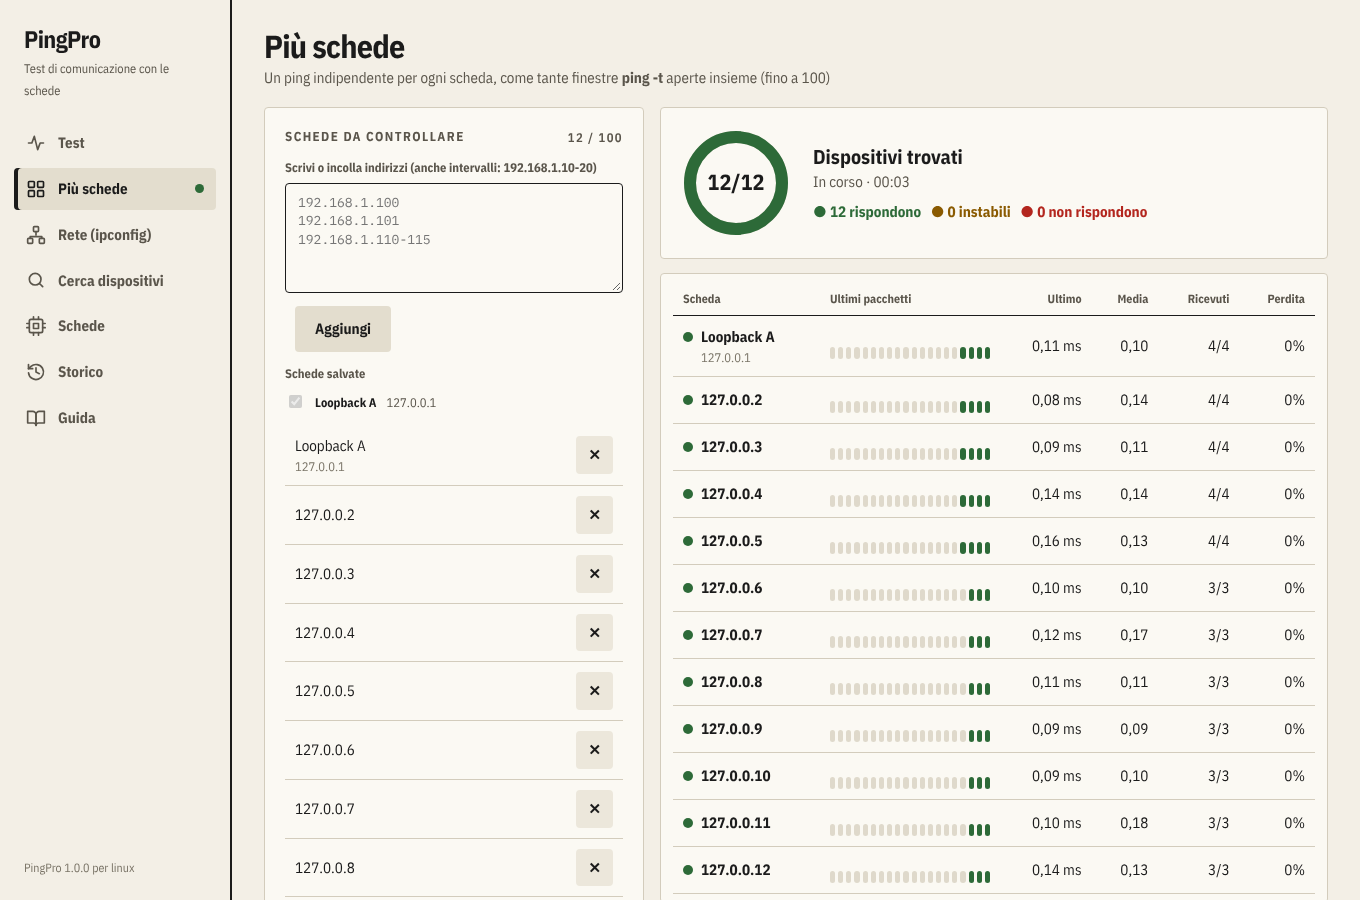 PingPro
Test di comunicazione con le
schede
Test
Più schede
Rete (ipconfig)
Cerca dispositivi
Schede
Storico
Guida
PingPro 1.0.0 per linux
Più schede
Un ping indipendente per ogni scheda, come tante finestre ping -t aperte insieme (fino a 100)
SCHEDE DA CONTROLLARE 12 / 100
Scrivi o incolla indirizzi (anche intervalli: 192.168.1.10-20)
192.168.1.100
192.168.1.101
192.168.1.110-115
Aggiungi
Schede salvate
Loopback A 127.0.0.1
Loopback A
127.0.0.1
✕
127.0.0.2 ✕
127.0.0.3 ✕
127.0.0.4 ✕
127.0.0.5 ✕
127.0.0.6 ✕
127.0.0.7 ✕
127.0.0.8 ✕
12/12
Dispositivi trovati
In corso · 00:03
12 rispondono 0 instabili 0 non rispondono
Scheda Ultimi pacchetti Ultimo Media Ricevuti Perdita
Loopback A
127.0.0.1
0,11 ms 0,10 4/4 0%
127.0.0.2 0,08 ms 0,14 4/4 0%
127.0.0.3 0,09 ms 0,11 4/4 0%
127.0.0.4 0,14 ms 0,14 4/4 0%
127.0.0.5 0,16 ms 0,13 4/4 0%
127.0.0.6 0,10 ms 0,10 3/3 0%
127.0.0.7 0,12 ms 0,17 3/3 0%
127.0.0.8 0,11 ms 0,11 3/3 0%
127.0.0.9 0,09 ms 0,09 3/3 0%
127.0.0.10 0,09 ms 0,10 3/3 0%
127.0.0.11 0,10 ms 0,18 3/3 0%
127.0.0.12 0,14 ms 0,13 3/3 0%